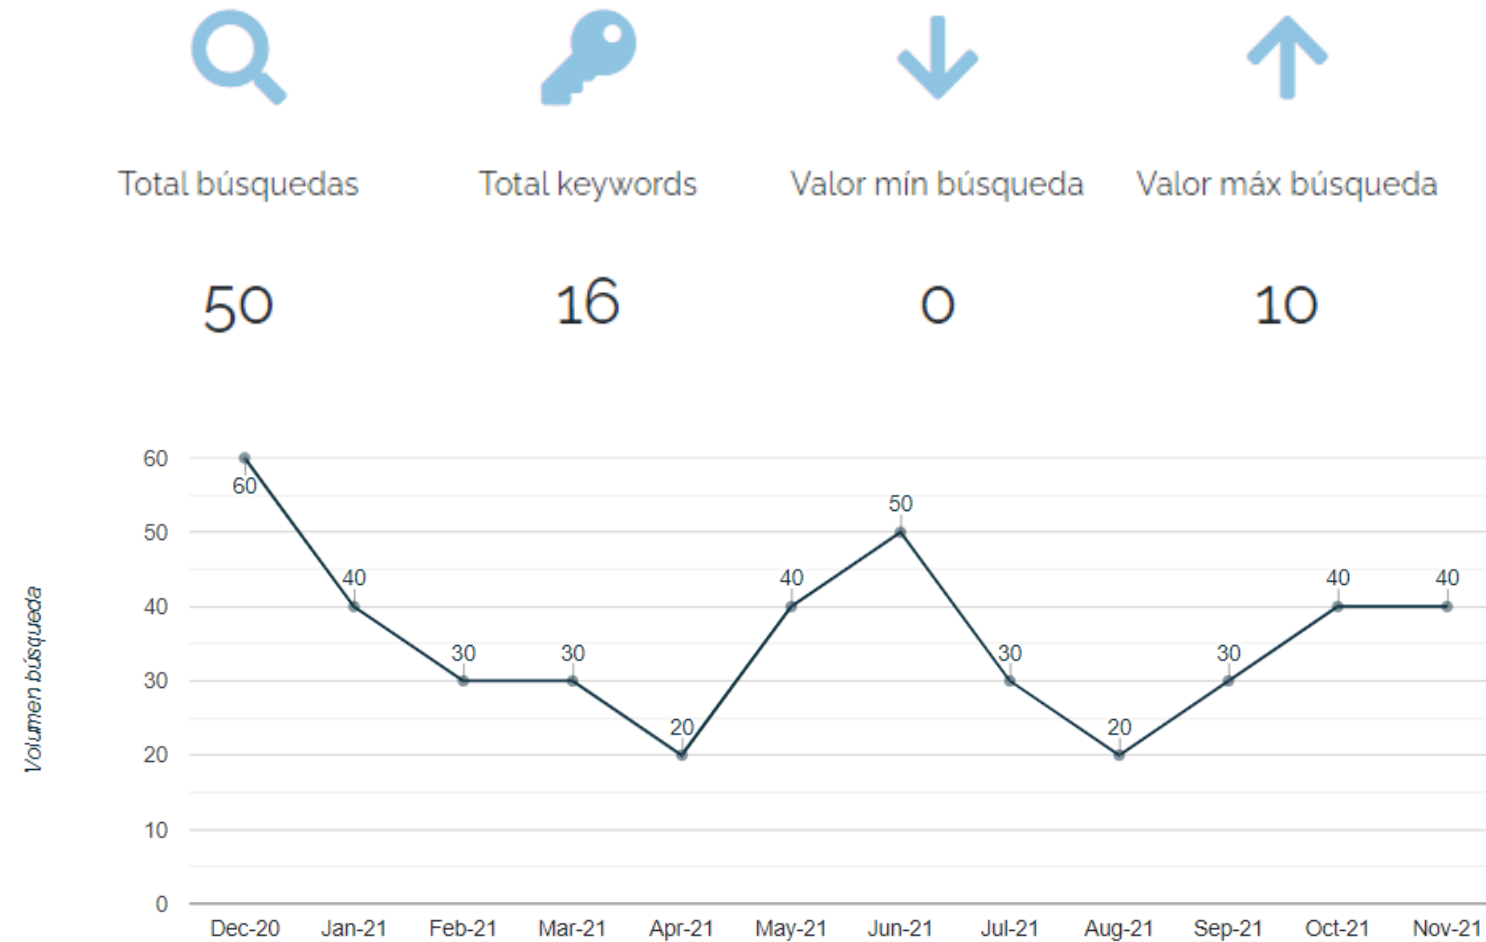 Total búsquedas Total keywords Valor mín búsqueda Valor máx búsqueda
50 16 0 10
Volumen búsqueda
60
50
40
30
20
10
0
60 40 30 30 20 40 50 30 20 30 40 40
Dec-20 Jan-21 Feb-21 Mar-21 Apr-21 May-21 Jun-21 Jul-21 Aug-21 Sep-21 Oct-21 Nov-21